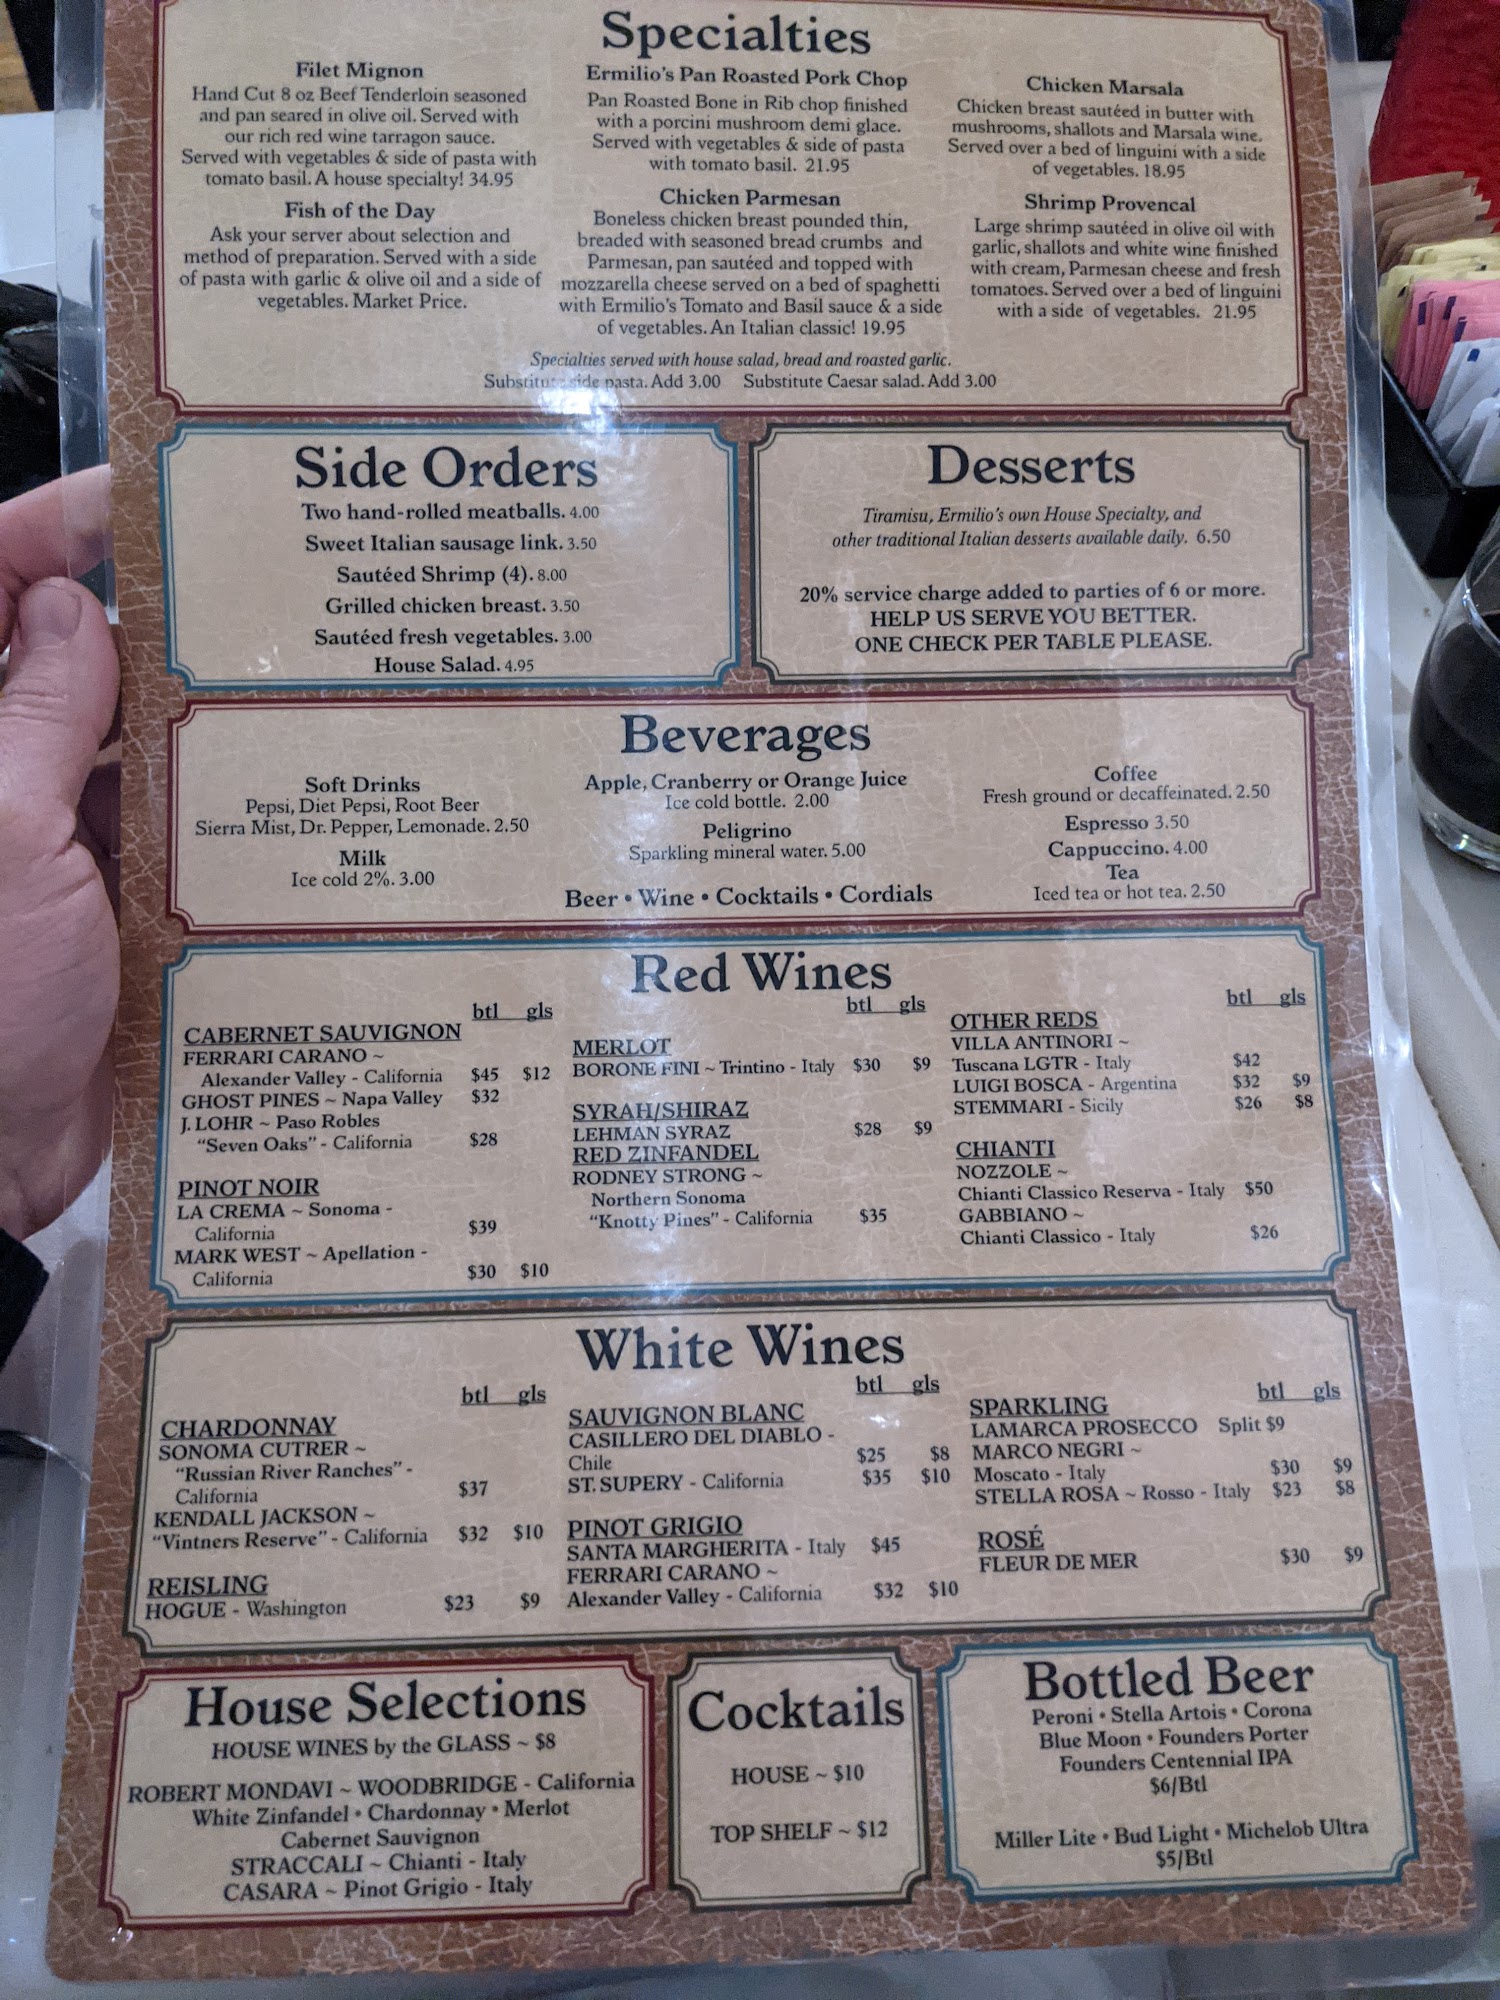 Specialties
Filet Mignon
Hand Cut 8 oz Beef Tenderloin seasoned
and pan seared in olive oil. Served with
our rich red wine tarragon sauce.
Served with vegetables & side of pasta with
tomato basil. A house specialty! 34.95
Fish of the Day
Ask your server about selection and
method of preparation. Served with a side
of pasta with garlic & olive oil and a side of
vegetables. Market Price.
Ermilio's Pan Roasted Pork Chop
Pan Roasted Bone in Rib chop finished
with a porcini mushroom demi glace.
Served with vegetables & side of pasta
with tomato basil. 21.95
Chicken Parmesan
Boneless chicken breast pounded thin,
breaded with seasoned bread crumbs and
Parmesan, pan sautéed and topped with
mozzarella cheese served on a bed of spaghetti
with Ermilio's Tomato and Basil sauce & a side
of vegetables. An Italian classic! 19.95
Chicken Marsala
Chicken breast sautéed in butter with
mushrooms, shallots and Marsala wine.
Served over a bed of linguini with a side
of vegetables. 18.95
Shrimp Provencal
Large shrimp sautéed in olive oil with
garlic, shallots and white wine finished
with cream, Parmesan cheese and fresh
tomatoes. Served over a bed of linguini
with a side of vegetables. 21.95
Specialties served with house salad, bread and roasted garlic.
Substitute side pasta. Add 3.00 Substitute Caesar salad. Add 3.00
Side Orders
Two hand-rolled meatballs. 4.00
Sweet Italian sausage link. 3.50
Sautéed Shrimp (4). 8.00
Grilled chicken breast. 3.50
Sautéed fresh vegetables. 3.00
House Salad. 4.95
Desserts
Tiramisu, Ermilio's own House Specialty, and
other traditional Italian desserts available daily. 6.50
20% service charge added to parties of 6 or more.
HELP US SERVE YOU BETTER.
ONE CHECK PER TABLE PLEASE.
Beverages
Soft Drinks
Pepsi, Diet Pepsi, Root Beer
Sierra Mist, Dr. Pepper, Lemonade. 2.50
Milk
Ice cold 2%. 3.00
Apple, Cranberry or Orange Juice
Ice cold bottle. 2.00
Peligrino
Sparkling mineral water. 5.00
Beer • Wine • Cocktails • Cordials
Coffee
Fresh ground or decaffeinated. 2.50
Espresso 3.50
Cappuccino. 4.00
Tea
Iced tea or hot tea. 2.50
Red Wines
btl gls
CABERNET SAUVIGNON
FERRARI CARANO ~
Alexander Valley - California $45 $12
GHOST PINES ~ Napa Valley $32
J. LOHR ~ Paso Robles
"Seven Oaks" - California $28
PINOT NOIR
LA CREMA ~ Sonoma -
California $39
MARK WEST ~ Apellation -
California $30 $10
btl gls
MERLOT
BORONE FINI ~ Trintino - Italy $30 $9
SYRAH/SHIRAZ
LEHMAN SYRAZ $28 $9
RED ZINFANDEL
RODNEY STRONG ~
Northern Sonoma
"Knotty Pines" - California $35
btl gls
OTHER REDS
VILLA ANTINORI ~
Tuscana LGTR - Italy $42
LUIGI BOSCA - Argentina $32 $9
STEMMARI - Sicily $26 $8
CHIANTI
NOZZOLE ~
Chianti Classico Reserva - Italy $50
GABBIANO ~
Chianti Classico - Italy $26
White Wines
btl gls
CHARDONNAY
SONOMA CUTRER ~
"Russian River Ranches" -
California $37
KENDALL JACKSON ~
"Vintners Reserve" - California $32 $10
REISLING
HOGUE - Washington $23 $9
btl gls
SAUVIGNON BLANC
CASILLERO DEL DIABLO -
Chile $25 $8
ST. SUPERY - California $35 $10
PINOT GRIGIO
SANTA MARGHERITA - Italy $45
FERRARI CARANO ~
Alexander Valley - California $32 $10
btl gls
SPARKLING
LAMARCA PROSECCO Split $9
MARCO NEGRI ~
Moscato - Italy $30 $9
STELLA ROSA ~ Rosso - Italy $23 $8
ROSÉ
FLEUR DE MER $30 $9
House Selections
HOUSE WINES by the GLASS ~ $8
ROBERT MONDAVI ~ WOODBRIDGE - California
White Zinfandel • Chardonnay • Merlot
Cabernet Sauvignon
STRACCALI ~ Chianti - Italy
CASARA ~ Pinot Grigio - Italy
Cocktails
HOUSE ~ $10
TOP SHELF ~ $12
Bottled Beer
Peroni • Stella Artois • Corona
Blue Moon • Founders Porter
Founders Centennial IPA
$6/Btl
Miller Lite • Bud Light • Michelob Ultra
$5/Btl